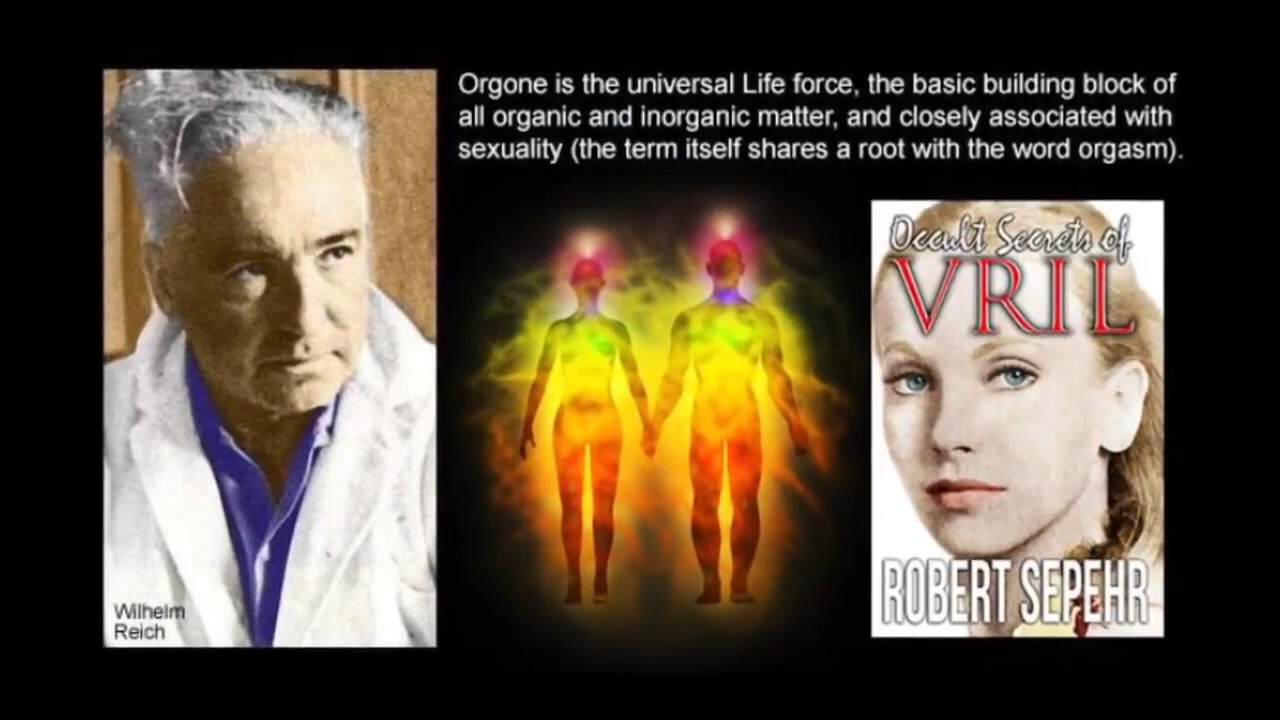 Orgone is the universal Life force, the basic building block of
all organic and inorganic matter, and closely associated with
sexuality (the term itself shares a root with the word orgasm).
Occult Secrets of
VRIL
ROBERT SEPEHR
Wilhelm
Reich